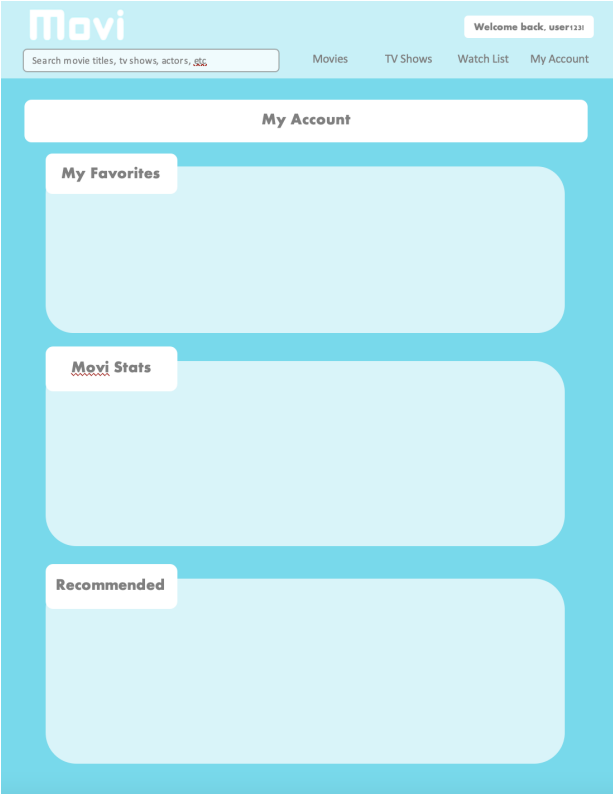 Movi
Welcome back, user123!
Search movie titles, tv shows, actors, etc
Movies TV Shows Watch List My Account
My Account
My Favorites
Movi Stats
Recommended